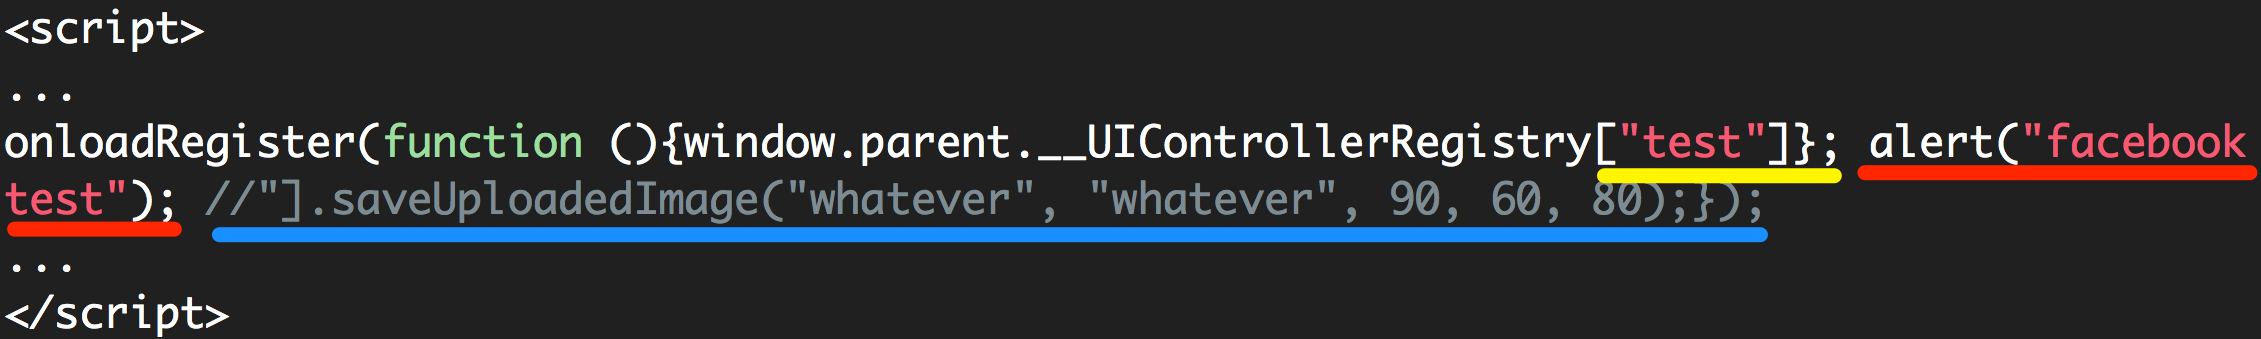 <script>
...
onloadRegister(function (){window.parent.__UIControllerRegistry["test"]}; alert("facebook
test"); //"].saveUploadedImage("whatever", "whatever", 90, 60, 80);});
...
</script>